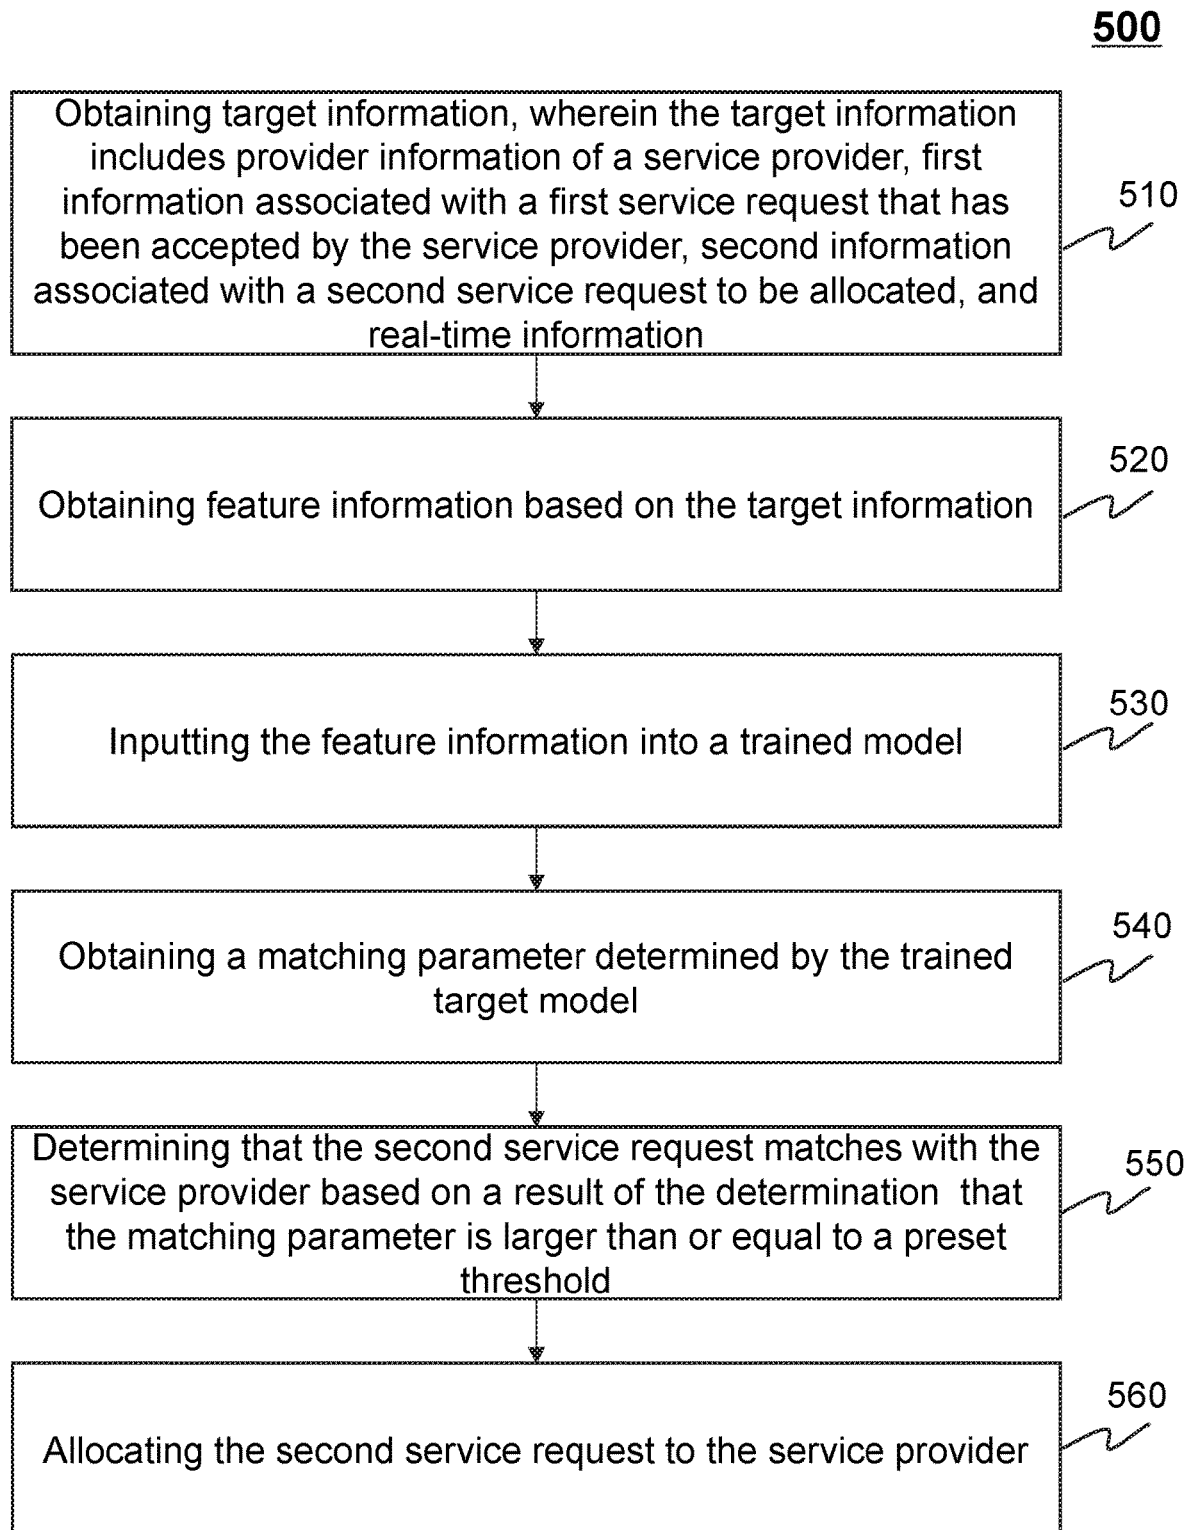 500
Obtaining target information, wherein the target information
includes provider information of a service provider, first
information associated with a first service request that has
been accepted by the service provider, second information
associated with a second service request to be allocated, and
real-time information
510
Obtaining feature information based on the target information
520
Inputting the feature information into a trained model
530
Obtaining a matching parameter determined by the trained
target model
540
Determining that the second service request matches with the
service provider based on a result of the determination  that
the matching parameter is larger than or equal to a preset
threshold
550
Allocating the second service request to the service provider
560